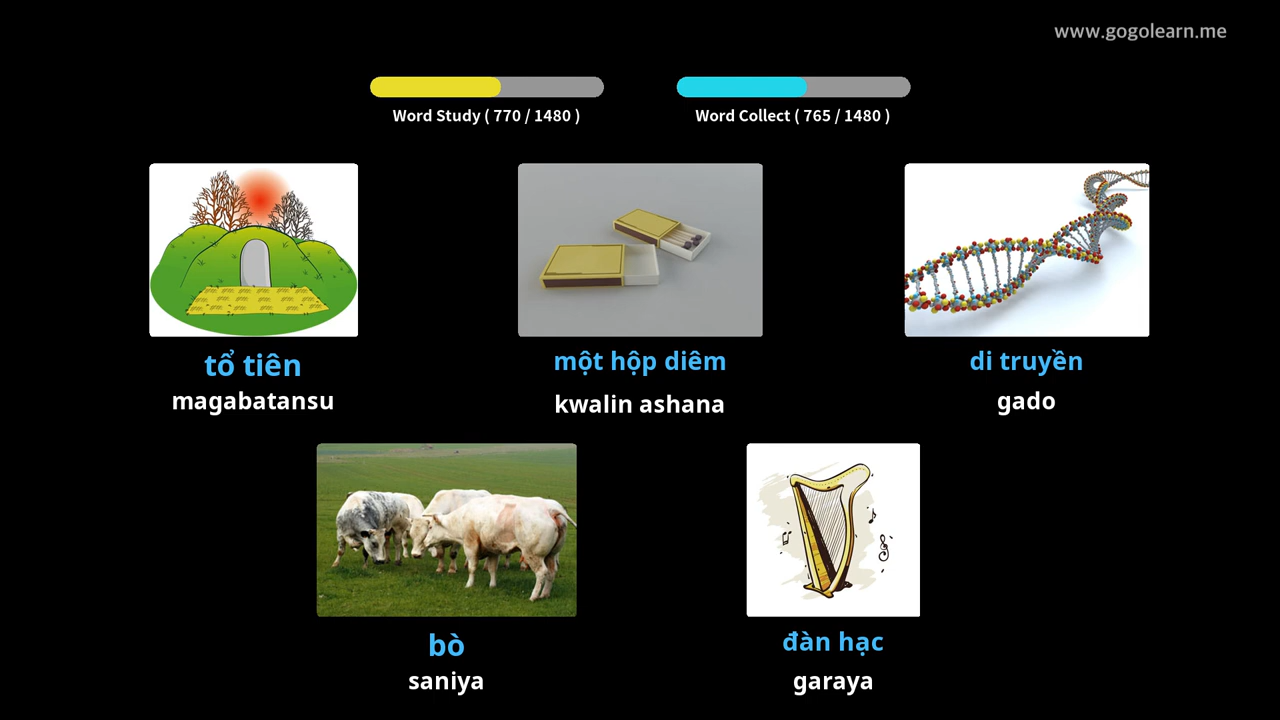 www.gogolearn.me
Word Study ( 770 / 1480 )
Word Collect ( 765 / 1480 )
tổ tiên
magabatansu
một hộp diêm
kwalin ashana
di truyền
gado
bò
saniya
đàn hạc
garaya